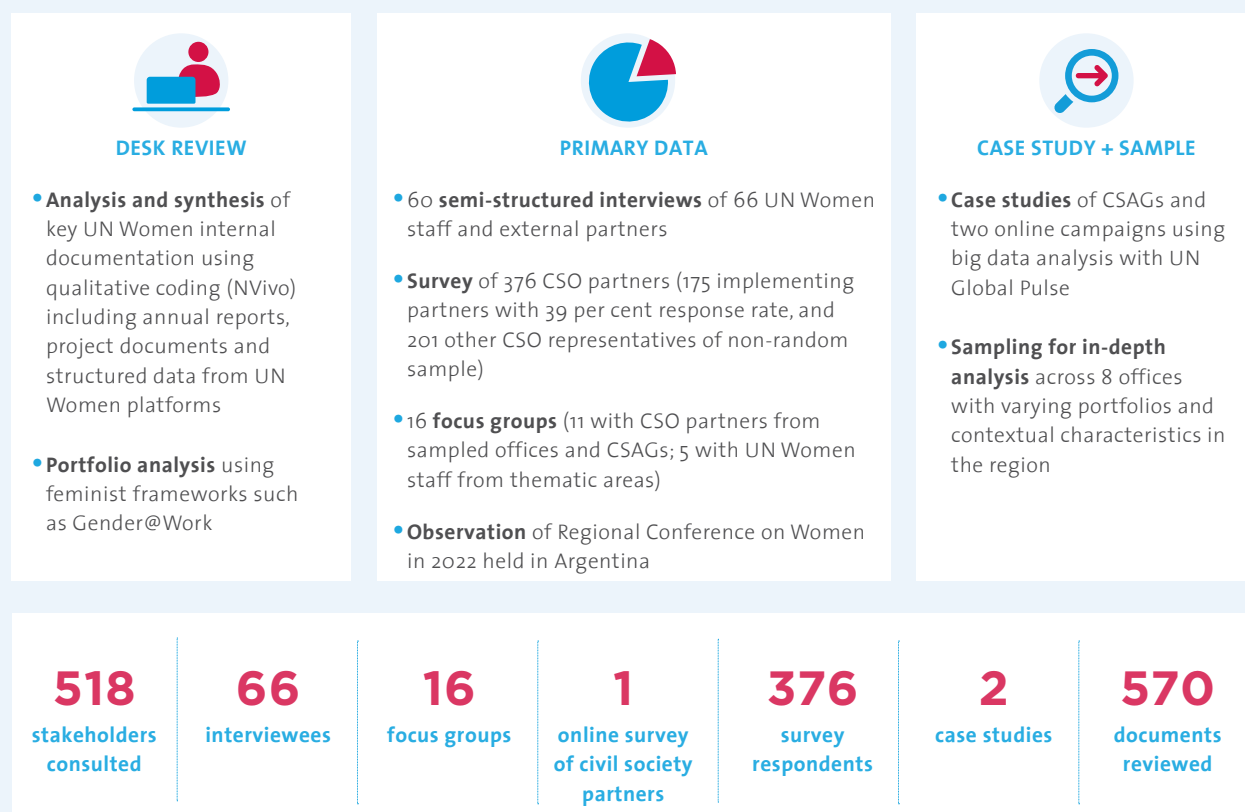 DESK REVIEW
• Analysis and synthesis of
key UN Women internal
documentation using
qualitative coding (NVivo)
including annual reports,
project documents and
structured data from UN
Women platforms
• Portfolio analysis using
feminist frameworks such
as Gender@Work
PRIMARY DATA
• 60 semi-structured interviews of 66 UN Women
staff and external partners
• Survey of 376 CSO partners (175 implementing
partners with 39 per cent response rate, and
201 other CSO representatives of non-random
sample)
• 16 focus groups (11 with CSO partners from
sampled offices and CSAGs; 5 with UN Women
staff from thematic areas)
• Observation of Regional Conference on Women
in 2022 held in Argentina
CASE STUDY + SAMPLE
• Case studies of CSAGs and
two online campaigns using
big data analysis with UN
Global Pulse
• Sampling for in-depth
analysis across 8 offices
with varying portfolios and
contextual characteristics in
the region
518
stakeholders
consulted
66
interviewees
16
focus groups
1
online survey
of civil society
partners
376
survey
respondents
2
case studies
570
documents
reviewed